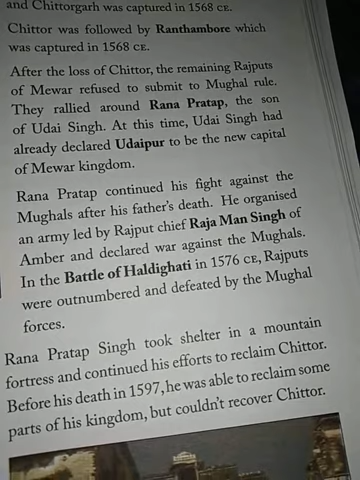 and Chittorgarh was captured in 1568 CE.
Chittor was followed by Ranthambore which
was captured in 1568 CE.
After the loss of Chittor, the remaining Rajputs
of Mewar refused to submit to Mughal rule.
They rallied around Rana Pratap, the son
of Udai Singh. At this time, Udai Singh had
already declared Udaipur to be the new capital
of Mewar kingdom.
Rana Pratap continued his fight against the
Mughals after his father's death. He organised
an army led by Rajput chief Raja Man Singh of
Amber and declared war against the Mughals.
In the Battle of Haldighati in 1576 CE, Rajputs
were outnumbered and defeated by the Mughal
forces.
Rana Pratap Singh took shelter in a mountain
fortress and continued his efforts to reclaim Chittor.
Before his death in 1597, he was able to reclaim some
parts of his kingdom, but couldn't recover Chittor.